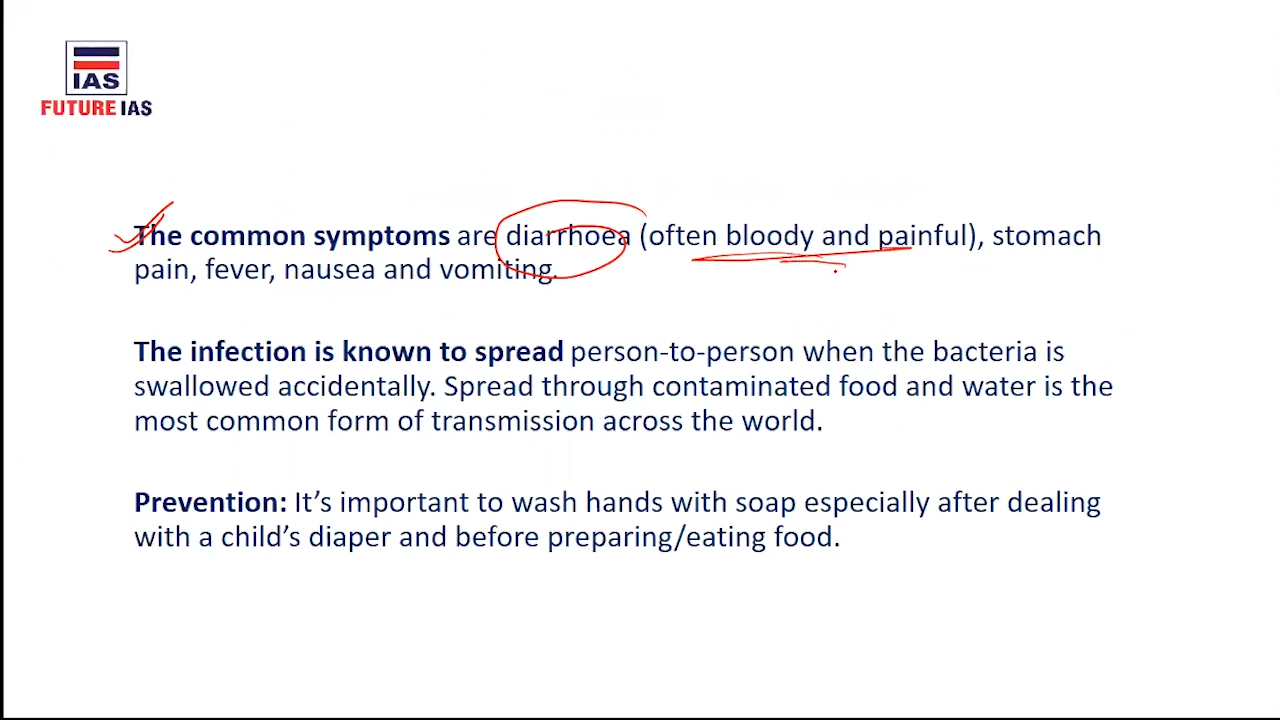 IAS
FUTURE IAS
The common symptoms are diarrhoea (often bloody and painful), stomach
pain, fever, nausea and vomiting.
The infection is known to spread person-to-person when the bacteria is
swallowed accidentally. Spread through contaminated food and water is the
most common form of transmission across the world.
Prevention: It’s important to wash hands with soap especially after dealing
with a child’s diaper and before preparing/eating food.